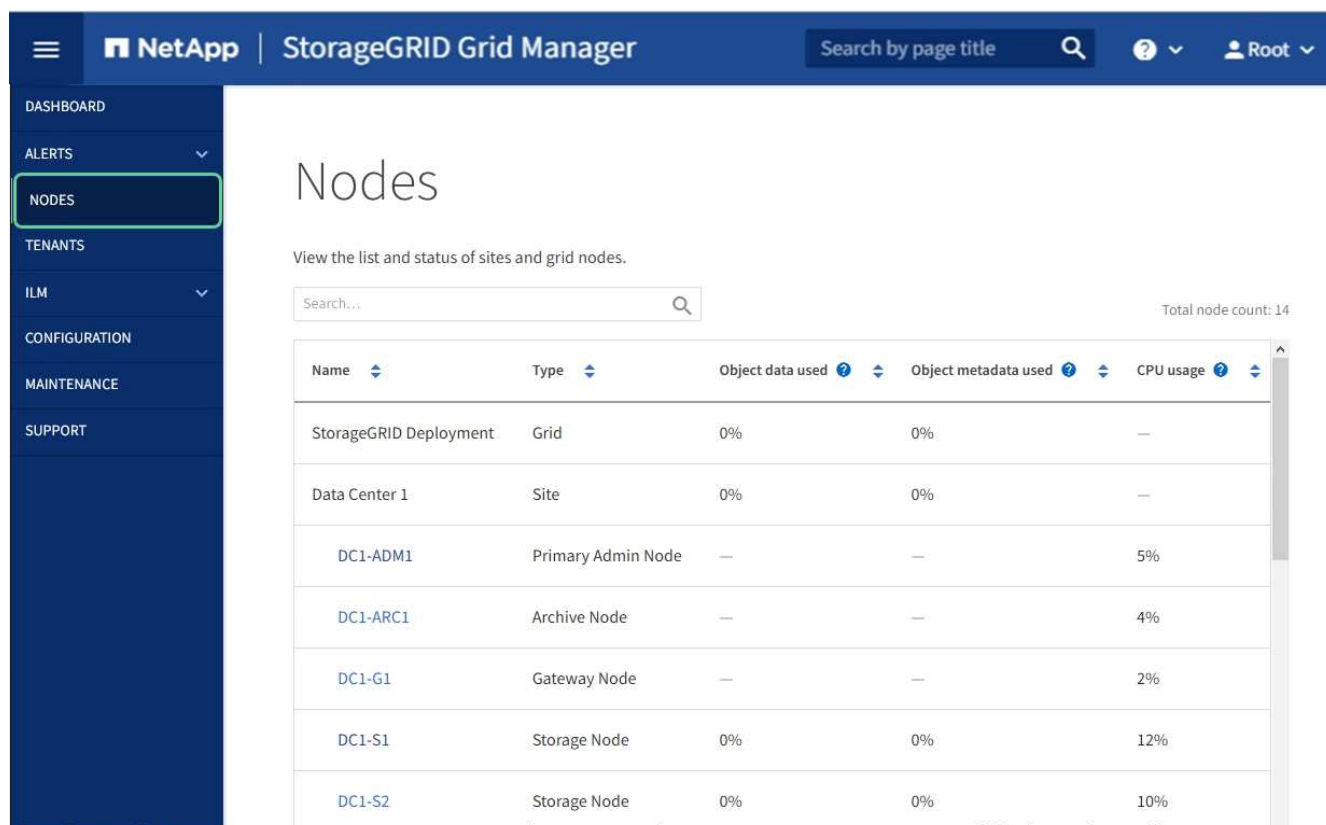 NetApp | StorageGRID Grid Manager Search by page title Root
DASHBOARD
ALERTS
NODES
TENANTS
ILM
CONFIGURATION
MAINTENANCE
SUPPORT
Nodes
View the list and status of sites and grid nodes.
Search...
Total node count: 14
Name Type Object data used Object metadata used CPU usage
StorageGRID Deployment Grid 0% 0% —
Data Center 1 Site 0% 0% —
DC1-ADM1 Primary Admin Node — — 5%
DC1-ARC1 Archive Node — — 4%
DC1-G1 Gateway Node — — 2%
DC1-S1 Storage Node 0% 0% 12%
DC1-S2 Storage Node 0% 0% 10%